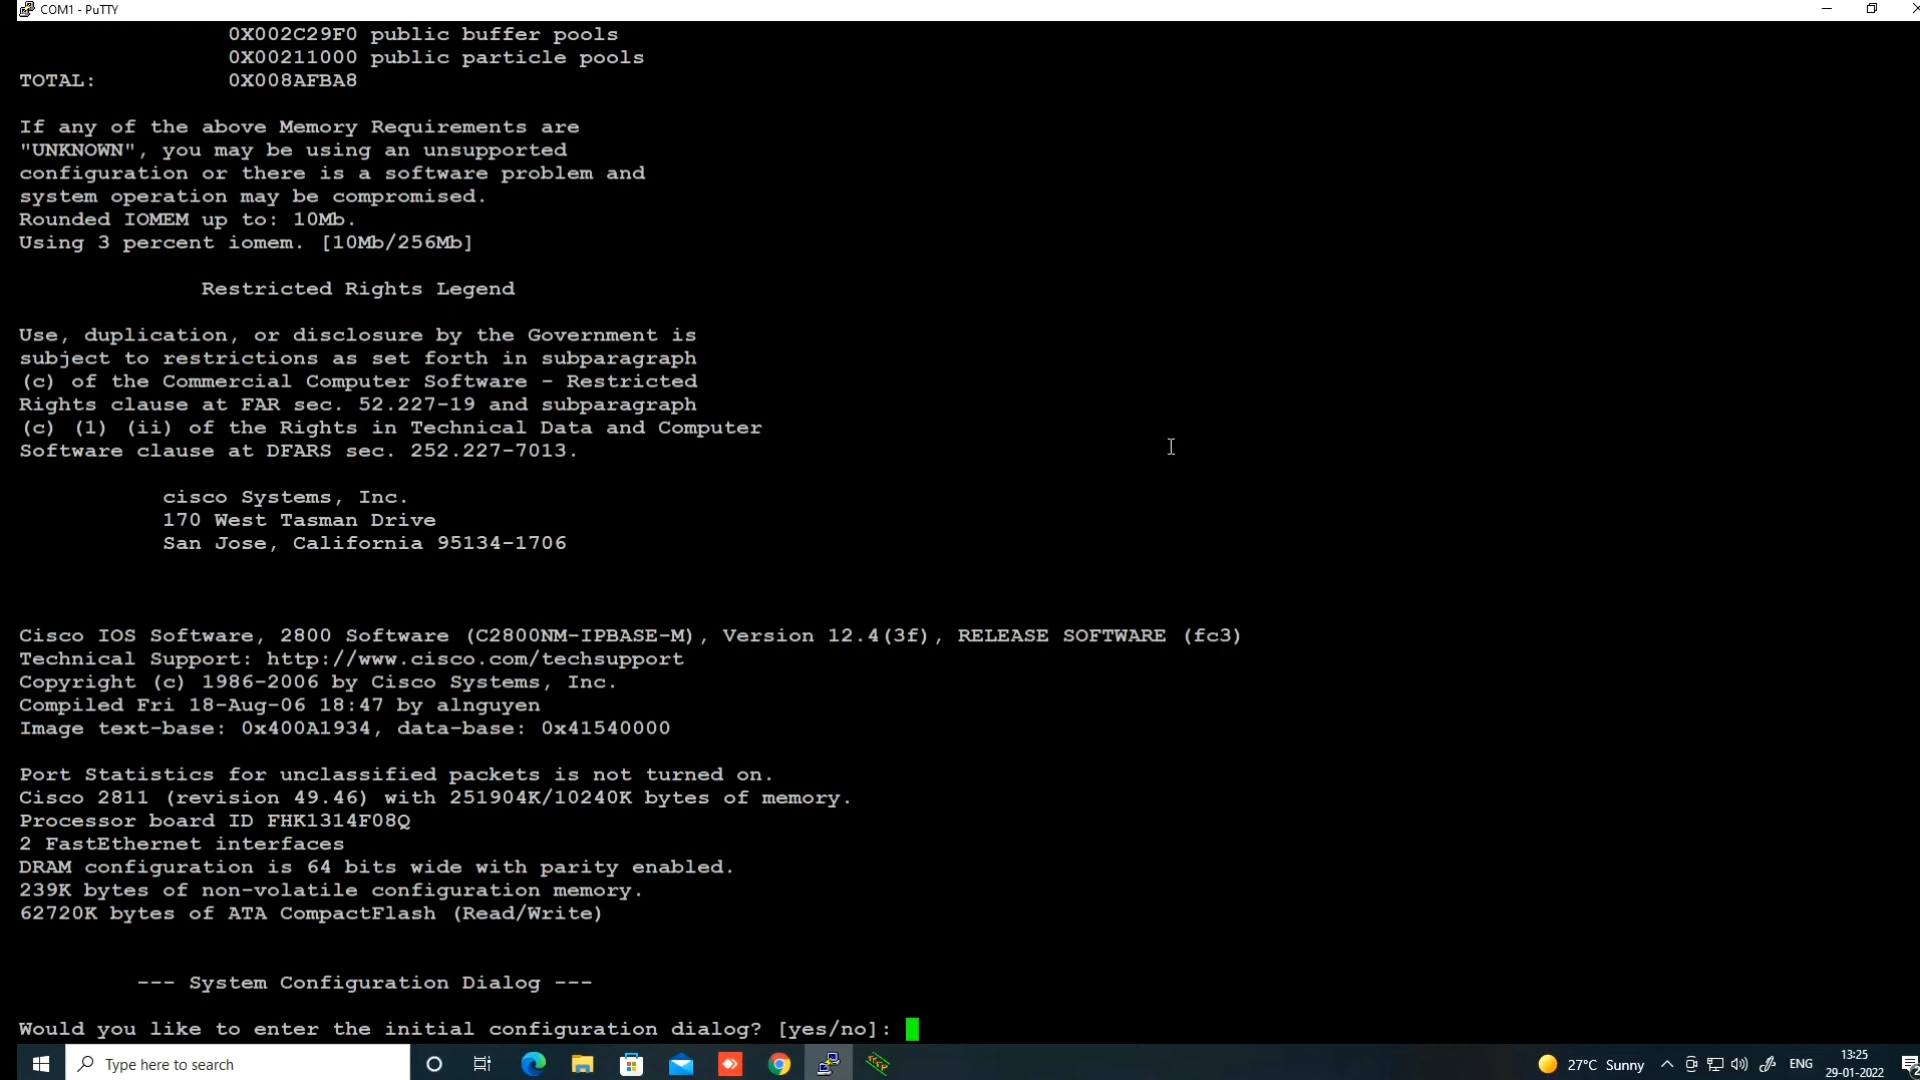 COM1 - PuTTY
0X002C29F0 public buffer pools
0X00211000 public particle pools
TOTAL: 0X008AFBA8
If any of the above Memory Requirements are
"UNKNOWN", you may be using an unsupported
configuration or there is a software problem and
system operation may be compromised.
Rounded IOMEM up to: 10Mb.
Using 3 percent iomem. [10Mb/256Mb]
Restricted Rights Legend
Use, duplication, or disclosure by the Government is
subject to restrictions as set forth in subparagraph
(c) of the Commercial Computer Software - Restricted
Rights clause at FAR sec. 52.227-19 and subparagraph
(c) (1) (ii) of the Rights in Technical Data and Computer
Software clause at DFARS sec. 252.227-7013.
cisco Systems, Inc.
170 West Tasman Drive
San Jose, California 95134-1706
Cisco IOS Software, 2800 Software (C2800NM-IPBASE-M), Version 12.4(3f), RELEASE SOFTWARE (fc3)
Technical Support: http://www.cisco.com/techsupport
Copyright (c) 1986-2006 by Cisco Systems, Inc.
Compiled Fri 18-Aug-06 18:47 by alnguyen
Image text-base: 0x400A1934, data-base: 0x41540000
Port Statistics for unclassified packets is not turned on.
Cisco 2811 (revision 49.46) with 251904K/10240K bytes of memory.
Processor board ID FHK1314F08Q
2 FastEthernet interfaces
DRAM configuration is 64 bits wide with parity enabled.
239K bytes of non-volatile configuration memory.
62720K bytes of ATA CompactFlash (Read/Write)
--- System Configuration Dialog ---
Would you like to enter the initial configuration dialog? [yes/no]:
Type here to search
27°C Sunny
ENG
13:25
29-01-2022
2